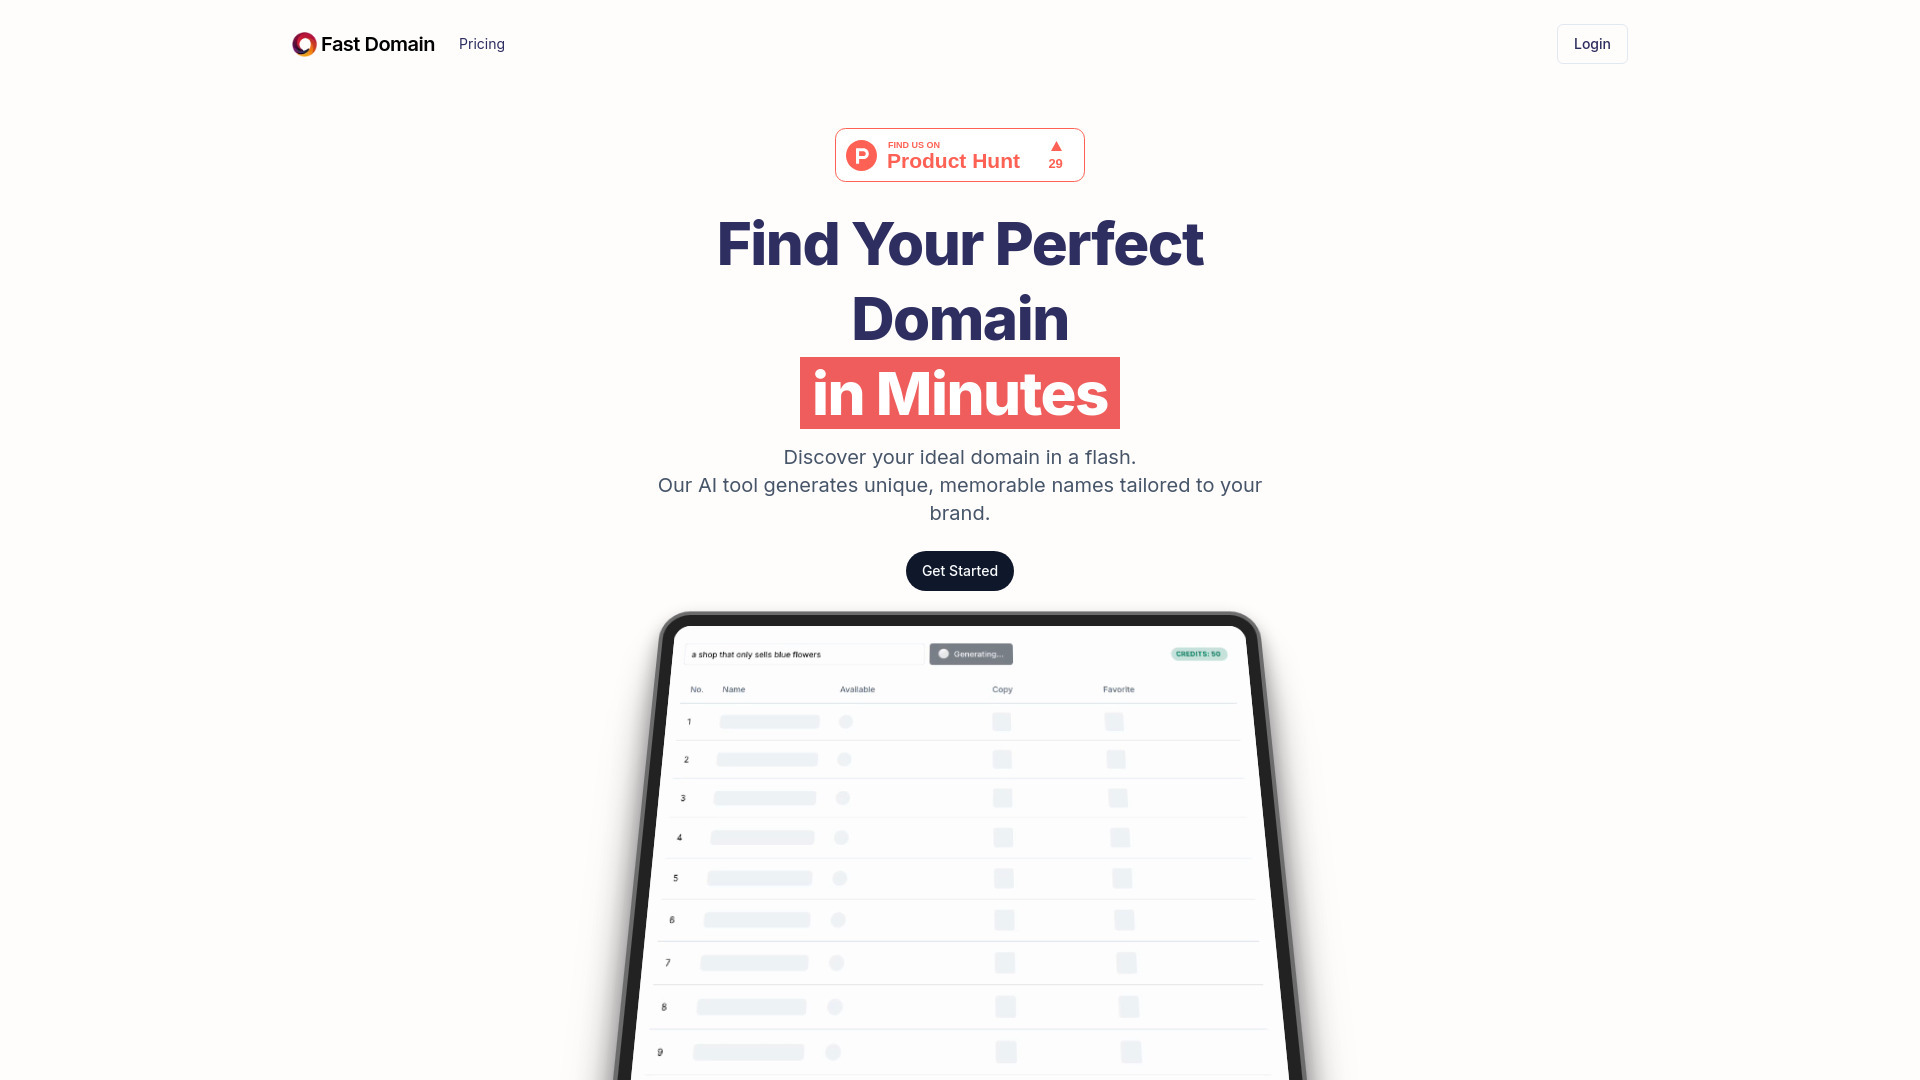 Fast Domain
Pricing
Login
FIND US ON
Product Hunt
29
Find Your Perfect
Domain
in Minutes
Discover your ideal domain in a flash.
Our AI tool generates unique, memorable names tailored to your
brand.
Get Started
a shop that only sells blue flowers
Generating...
CREDITS: 50
No. Name Available Copy Favorite
1
2
3
4
5
6
7
8
9